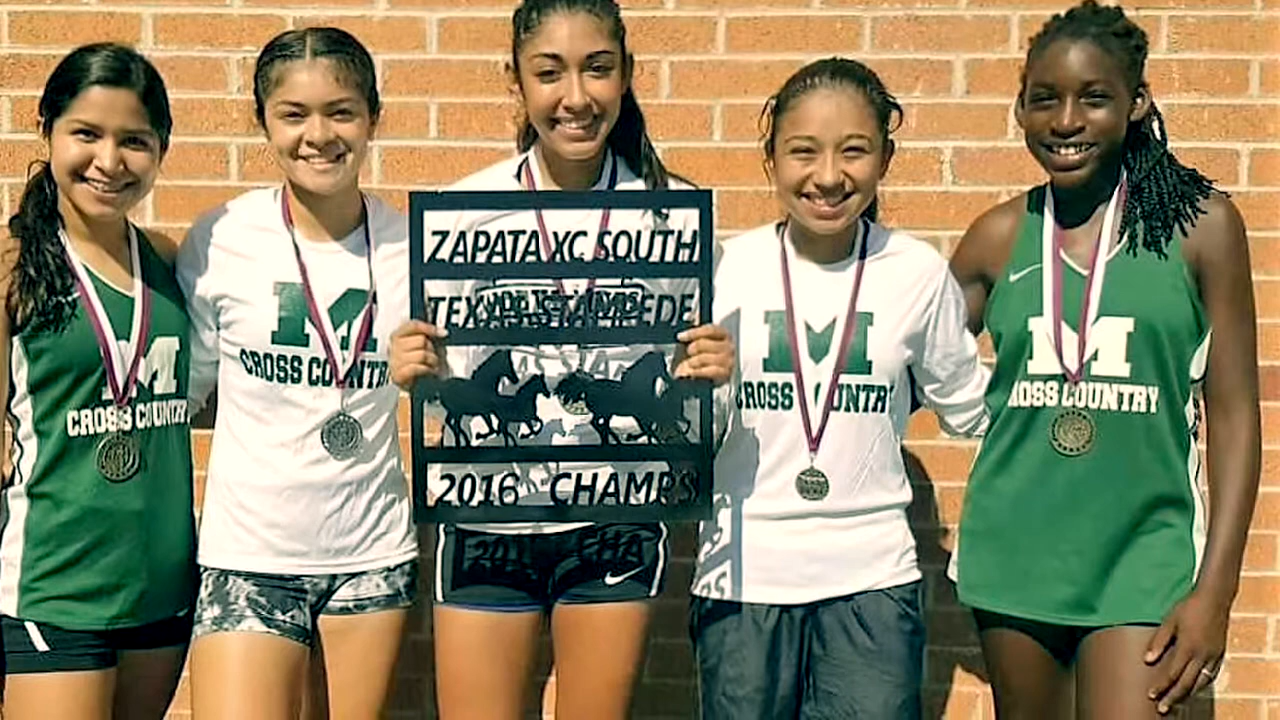 ZAPATA XC SOUTH
TEXAS STAMPEDE
2016 CHAMPS
M
CROSS COUNTRY
M
CROSS COUNTRY
M
CROSS COUNTRY
M
CROSS COUNTRY